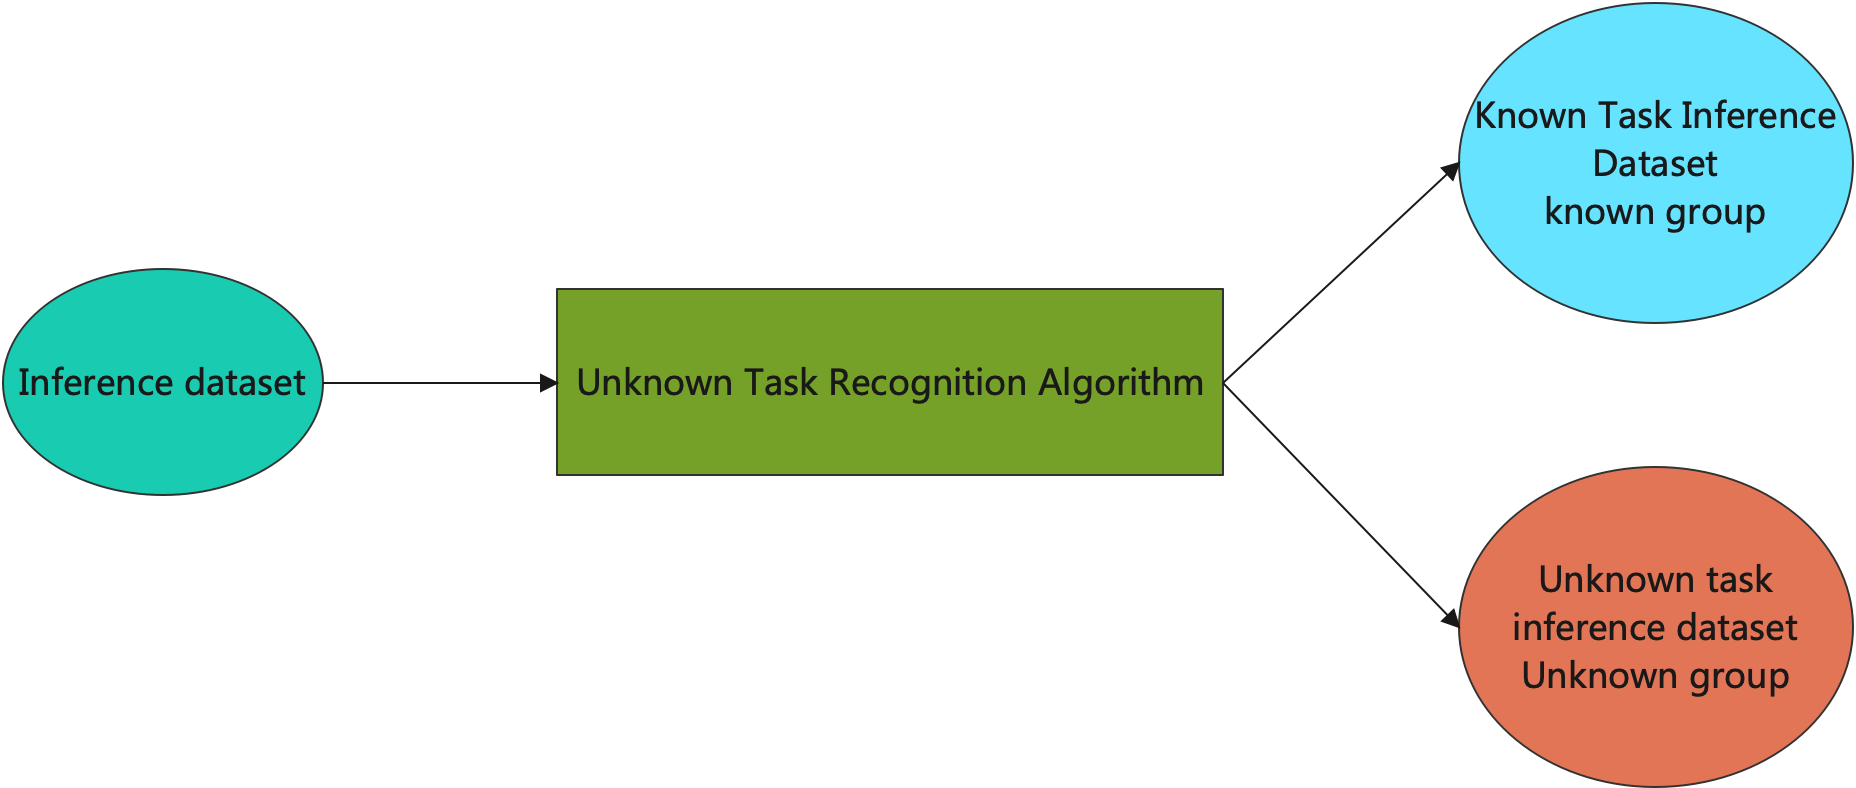 Inference dataset
Unknown Task Recognition Algorithm
Known Task Inference
Dataset
known group
Unknown task
inference dataset
Unknown group